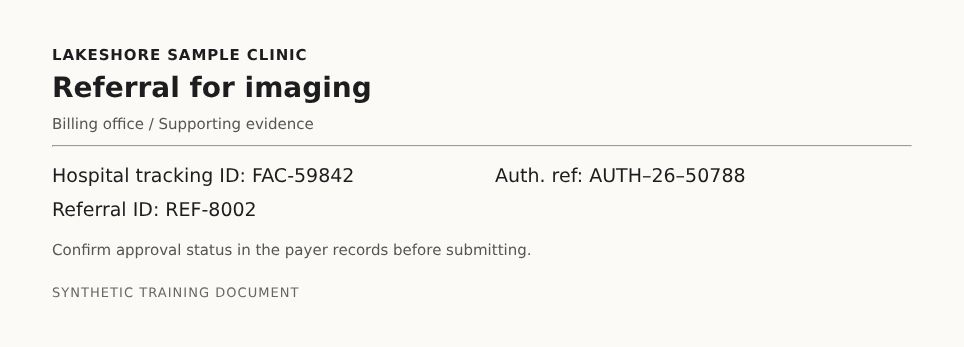 LAKESHORE SAMPLE CLINIC
Referral for imaging
Billing office / Supporting evidence
Hospital tracking ID: FAC-59842 Auth. ref: AUTH–26–50788
Referral ID: REF-8002
Confirm approval status in the payer records before submitting.
SYNTHETIC TRAINING DOCUMENT